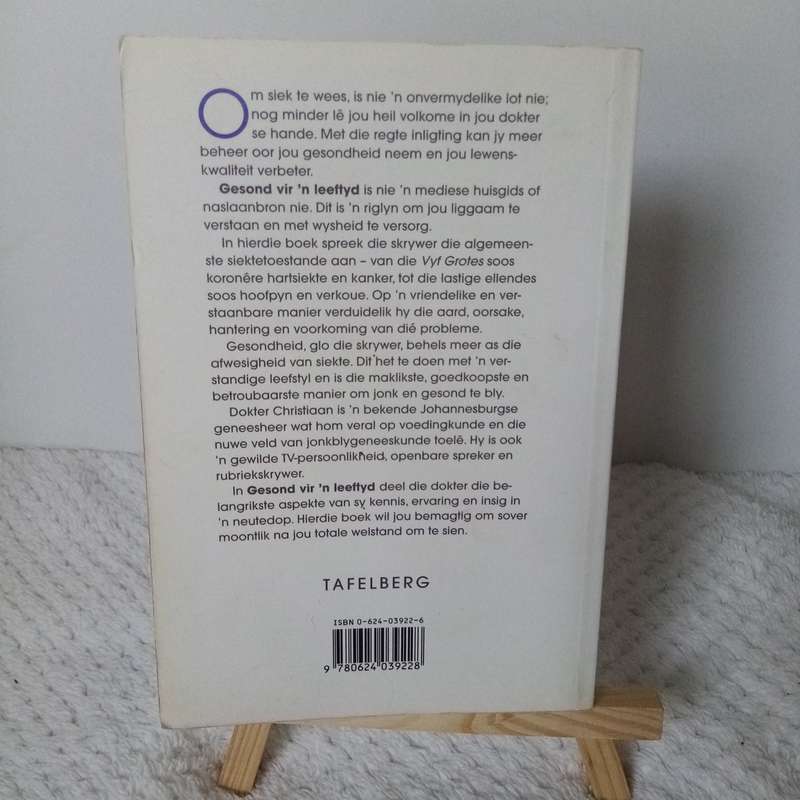 Om siek te wees, is nie 'n onvermydelike lot nie;
nog minder lê jou heil volkome in jou dokter
se hande. Met die regte inligting kan jy meer
beheer oor jou gesondheid neem en jou lewens-
kwaliteit verbeter.
Gesond vir 'n leeftyd is nie 'n mediese huisgids of
naslaanbron nie. Dit is 'n riglyn om jou liggaam te
verstaan en met wysheid te versorg.
In hierdie boek spreek die skrywer die algemeen-
ste siektetoestande aan – van die Vyf Grotes soos
koronêre hartsiekte en kanker, tot die lastige ellendes
soos hoofpyn en verkoue. Op 'n vriendelike en ver-
staanbare manier verduidelik hy die aard, oorsake,
hantering en voorkoming van dié probleme.
Gesondheid, glo die skrywer, behels meer as die
afwesigheid van siekte. Dit het te doen met 'n ver-
standige leefstyl en is die maklikste, goedkoopste en
betroubaarste manier om jonk en gesond te bly.
Dokter Christiaan is 'n bekende Johannesburgse
geneesheer wat hom veral op voedingkunde en die
nuwe veld van jonkblygeneeskunde toelê. Hy is ook
'n gewilde TV-persoonlikheid, openbare spreker en
rubriekskrywer.
In Gesond vir 'n leeftyd deel die dokter die be-
langrikste aspekte van sy kennis, ervaring en insig in
'n neutedop. Hierdie boek wil jou bemagtig om sover
moontlik na jou totale welstand om te sien.
TAFELBERG
ISBN 0-624-03922-6
9 780624 039228